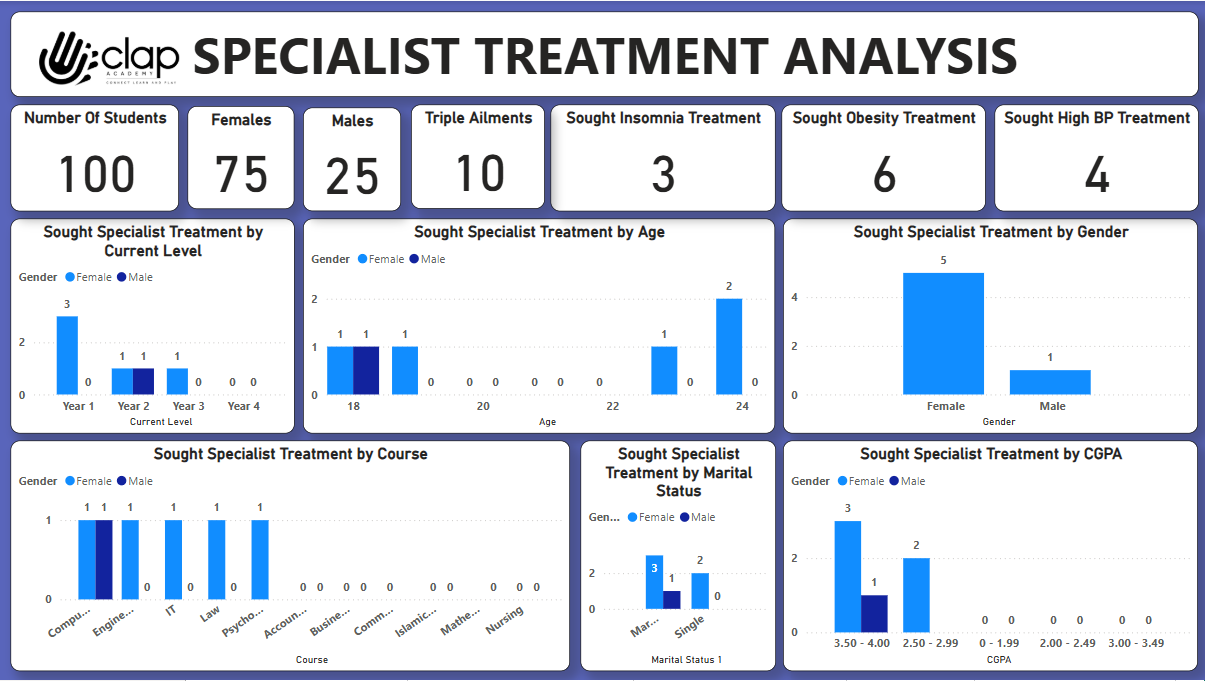 clap
ACADEMY
CONNECT LEARN AND PLAY
SPECIALIST TREATMENT ANALYSIS
Number Of Students
100
Females
75
Males
25
Triple Ailments
10
Sought Insomnia Treatment
3
Sought Obesity Treatment
6
Sought High BP Treatment
4
Sought Specialist Treatment by
Current Level
Gender Female Male
2
0
3 0 1 1 1 0 0 0
Year 1 Year 2 Year 3 Year 4
Current Level
Sought Specialist Treatment by Age
Gender Female Male
2
1
0
1 1 1 0 0 0 0 0 0 1 0 2 0
18 20 22 24
Age
Sought Specialist Treatment by Gender
4
2
0
5 1
Female Male
Gender
Sought Specialist Treatment by Course
Gender Female Male
1
0
1 1 1 0 1 0 1 0 1 0 0 0 0 0 0 0 0 0 0 0
Compu... Engine... IT Law Psycho... Accoun... Busine... Comm... Islamic... Mathe... Nursing
Course
Sought Specialist
Treatment by Marital
Status
Gen... Female Male
2
0
3 1 2 0
Mar... Single
Marital Status 1
Sought Specialist Treatment by CGPA
Gender Female Male
2
0
3 1 2 0 0 0 0 0 0
3.50 - 4.00 2.50 - 2.99 0 - 1.99 2.00 - 2.49 3.00 - 3.49
CGPA